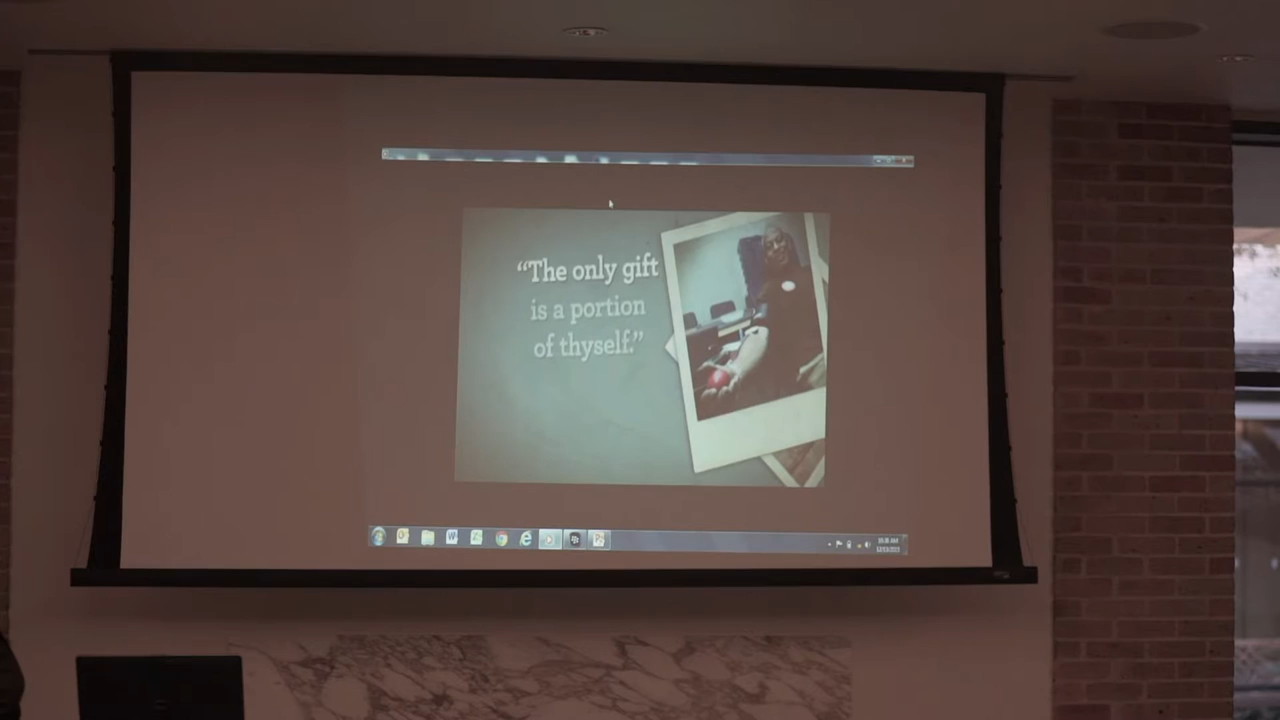 “The only gift
is a portion
of thyself.”